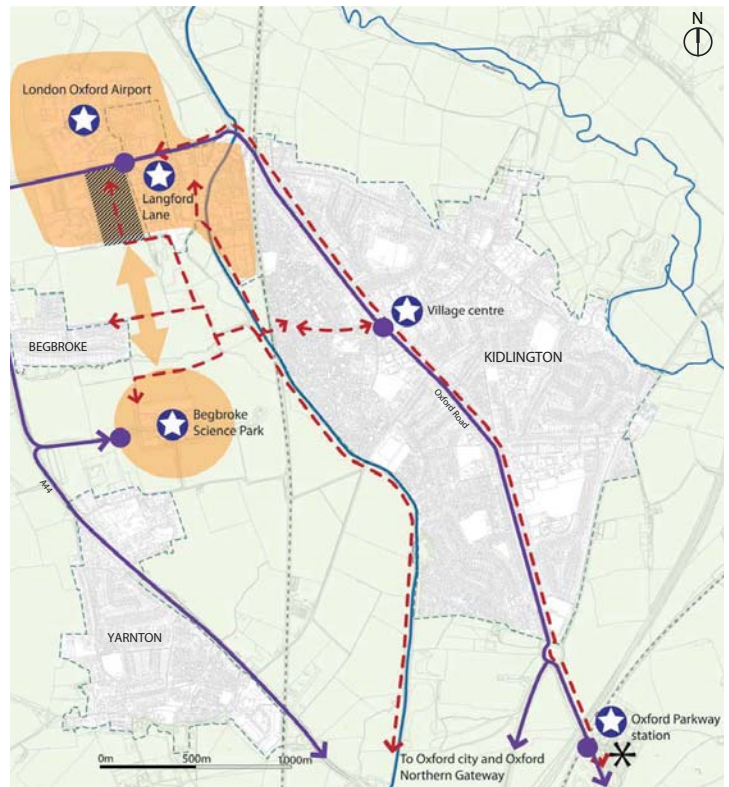 N
London Oxford Airport
Langford
Lane
Village centre
BEGBROKE
KIDLINGTON
Oxford Road
Begbroke
Science Park
A44
YARNTON
Oxford Parkway
station
To Oxford city and Oxford
Northern Gateway
0m
500m
1000m